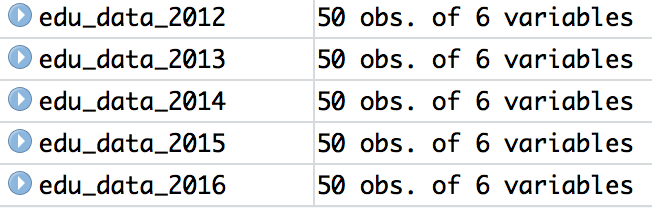 edu_data_2012 50 obs. of 6 variables
edu_data_2013 50 obs. of 6 variables
edu_data_2014 50 obs. of 6 variables
edu_data_2015 50 obs. of 6 variables
edu_data_2016 50 obs. of 6 variables